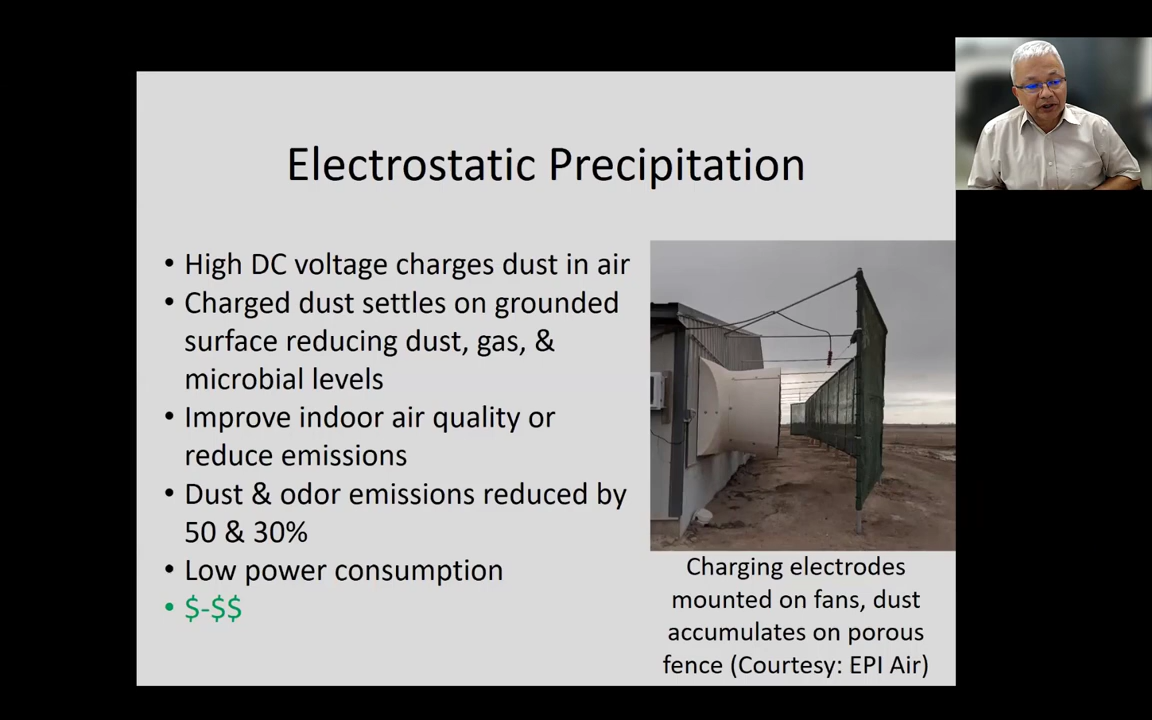 Electrostatic Precipitation
• High DC voltage charges dust in air
• Charged dust settles on grounded
surface reducing dust, gas, &
microbial levels
• Improve indoor air quality or
reduce emissions
• Dust & odor emissions reduced by
50 & 30%
• Low power consumption
• $-$$
Charging electrodes
mounted on fans, dust
accumulates on porous
fence (Courtesy: EPI Air)